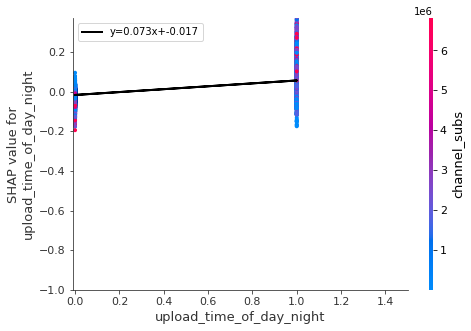 1e6
y=0.073x+-0.017
0.2
0.0
−0.2
−0.4
−0.6
−0.8
−1.0
SHAP value for
upload_time_of_day_night
0.0 0.2 0.4 0.6 0.8 1.0 1.2 1.4
upload_time_of_day_night
6
5
4
3
2
1
channel_subs